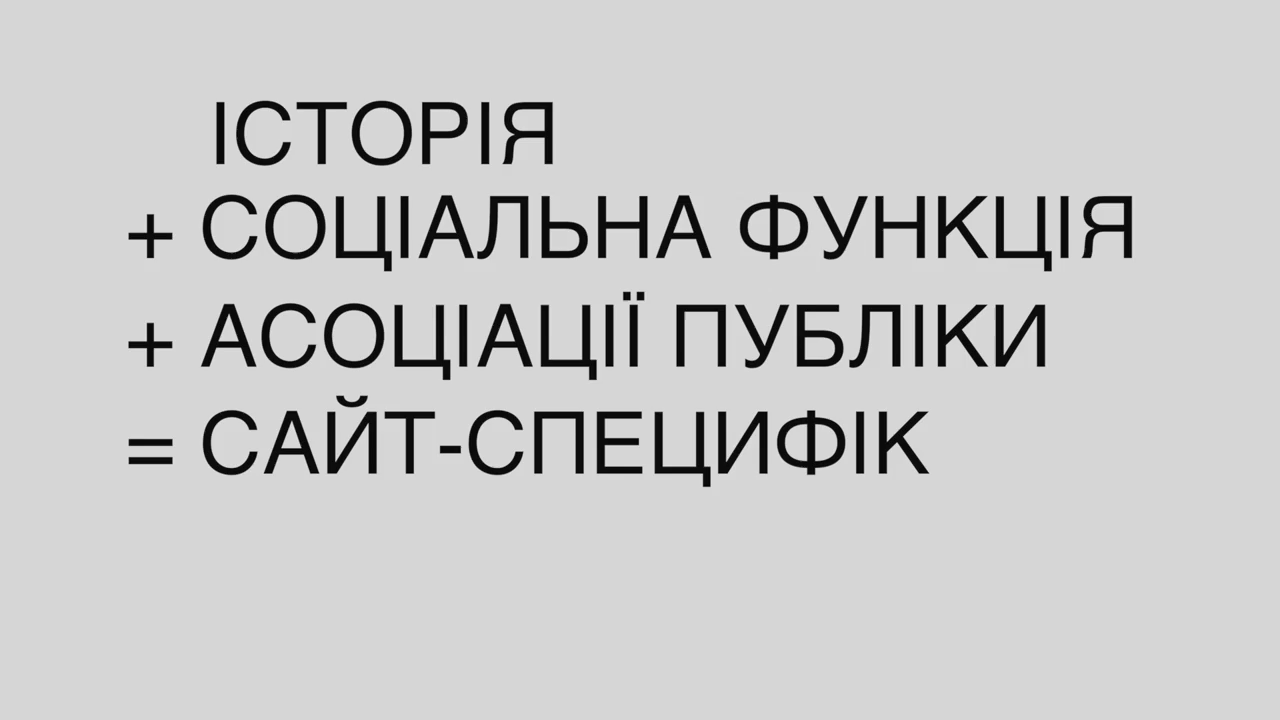 ІСТОРІЯ
+ СОЦІАЛЬНА ФУНКЦІЯ
+ АСОЦІАЦІЇ ПУБЛІКИ
= САЙТ-СПЕЦИФІК